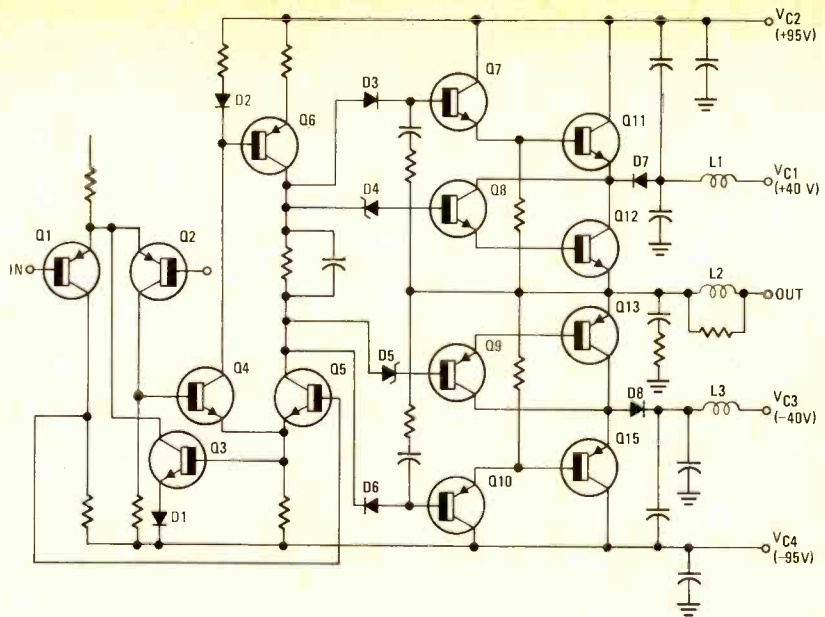 VC2
(+95V)
Q7
D3
D2
Q6
Q11
D7
L1
VC1
(+40 V)
D4
Q8
Q12
Q1
Q2
IN
L2
OUT
Q13
D5
Q9
Q4
Q5
D8
L3
VC3
(−40V)
Q3
D6
Q10
Q15
D1
VC4
(−95V)